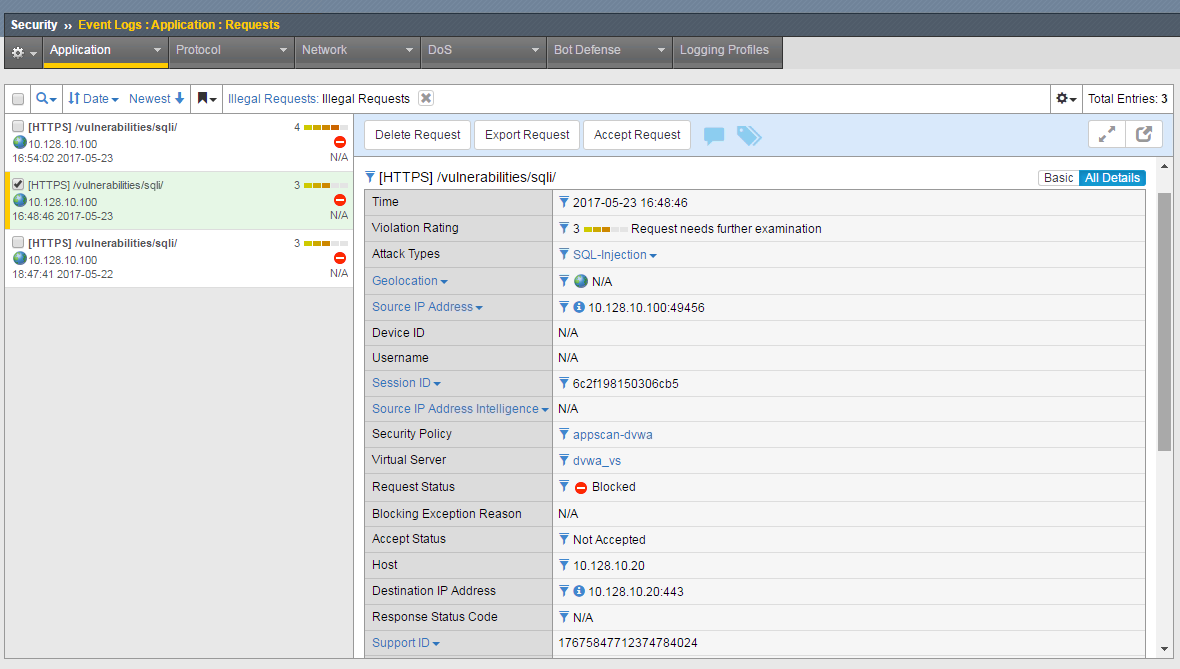 Security » Event Logs : Application : Requests
Application Protocol Network DoS Bot Defense Logging Profiles
Date Newest Illegal Requests: Illegal Requests Total Entries: 3
[HTTPS] /vulnerabilities/sqli/ 4
10.128.10.100
16:54:02 2017-05-23 N/A
[HTTPS] /vulnerabilities/sqli/ 3
10.128.10.100
16:48:46 2017-05-23 N/A
[HTTPS] /vulnerabilities/sqli/ 3
10.128.10.100
18:47:41 2017-05-22 N/A
Delete Request Export Request Accept Request
[HTTPS] /vulnerabilities/sqli/ Basic All Details
Time 2017-05-23 16:48:46
Violation Rating 3 Request needs further examination
Attack Types SQL-Injection
Geolocation N/A
Source IP Address 10.128.10.100:49456
Device ID N/A
Username N/A
Session ID 6c2f198150306cb5
Source IP Address Intelligence N/A
Security Policy appscan-dvwa
Virtual Server dvwa_vs
Request Status Blocked
Blocking Exception Reason N/A
Accept Status Not Accepted
Host 10.128.10.20
Destination IP Address 10.128.10.20:443
Response Status Code N/A
Support ID 17675847712374784024